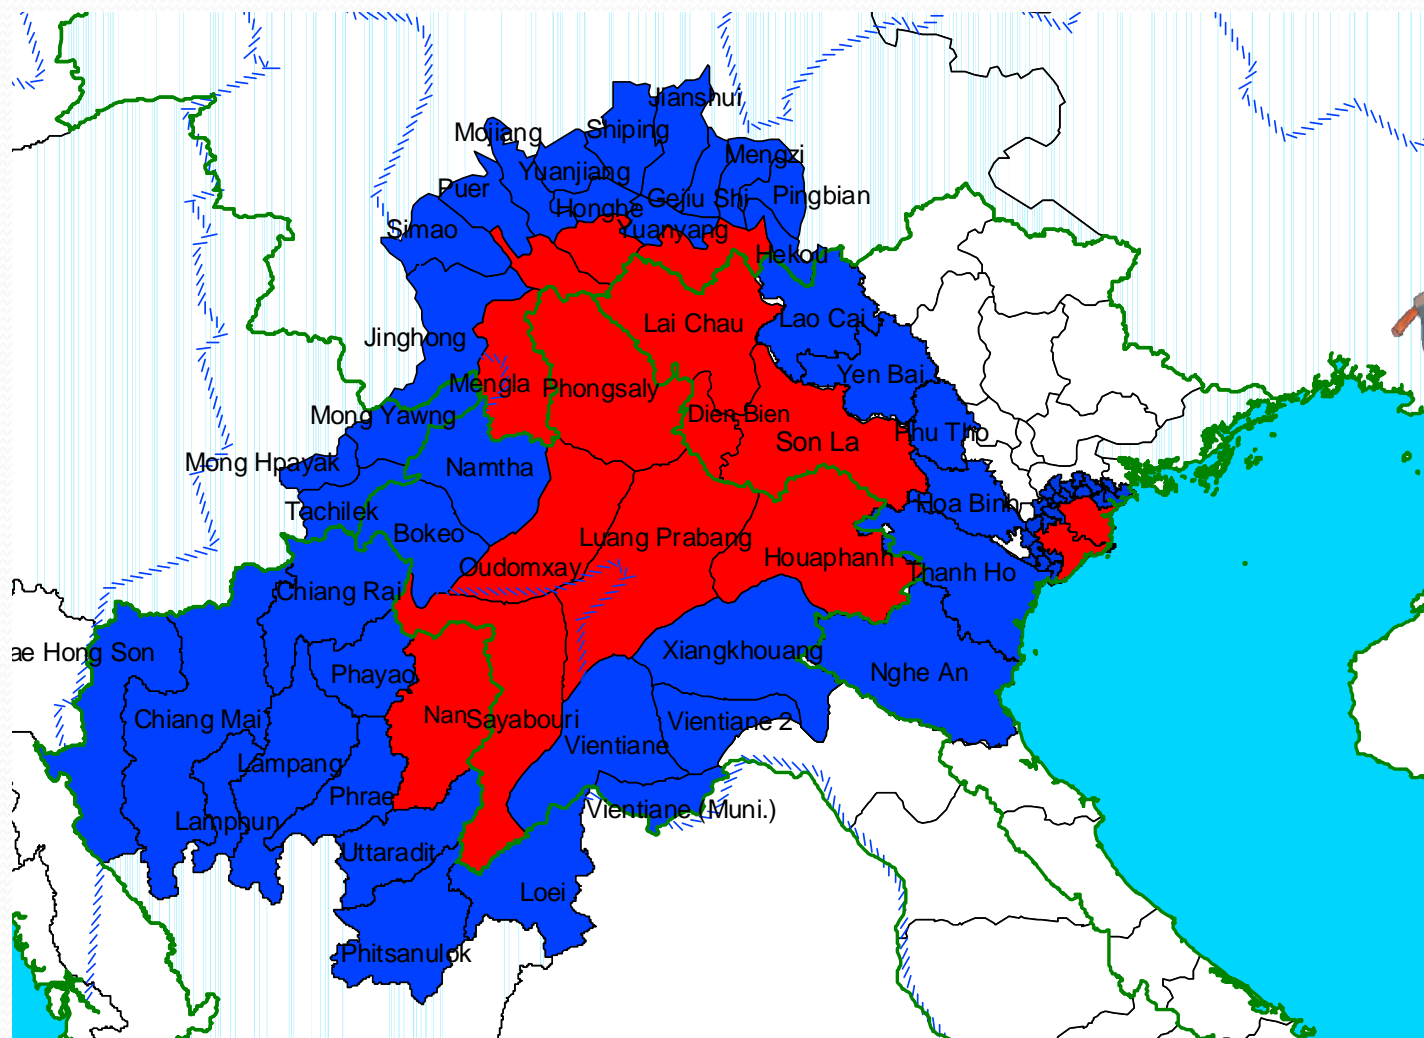 Jianshui
Mojiang
Shiping
Mengzi
Yuanjiang
Puer
Gejiu Shi
Pingbian
Honghe
Simao
Yuanyang
Hekou
Lao Cai
Lai Chau
Jinghong
Yen Bai
Mengla
Phongsaly
Mong Yawng
Dien Bien
Phu Tho
Son La
Mong Hpayak
Namtha
Hoa Binh
Tachilek
Bokeo
Luang Prabang
Houaphanh
Oudomxay
Thanh Ho
Chiang Rai
ae Hong Son
Xiangkhouang
Phayao
Nghe An
Chiang Mai
Nan
Sayabouri
Vientiane 2
Vientiane
Lampang
Phrae
Vientiane (Muni.)
Lamphun
Uttaradit
Loei
Phitsanulok